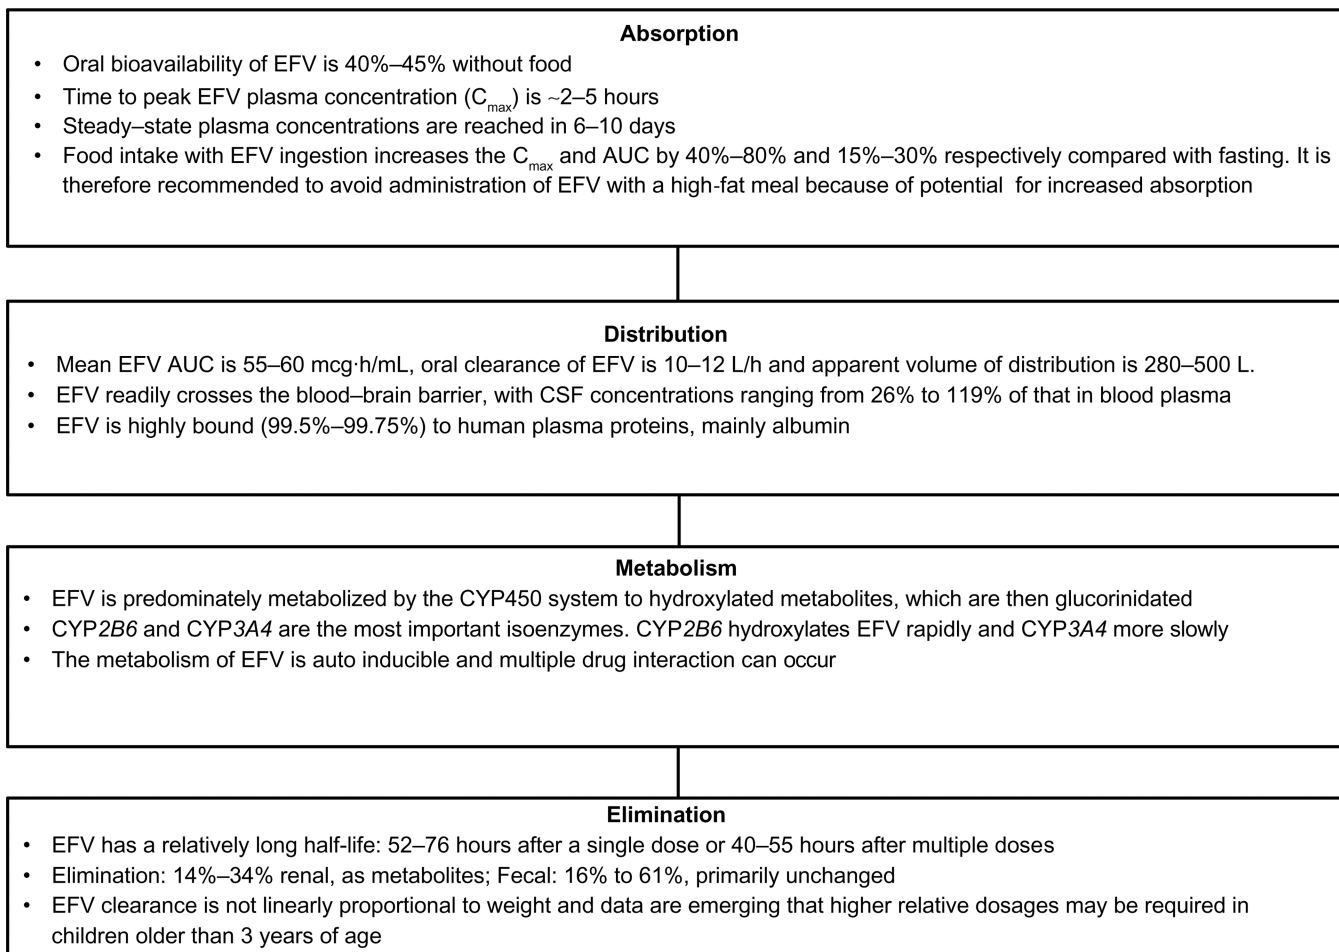 Absorption
• Oral bioavailability of EFV is 40%–45% without food
• Time to peak EFV plasma concentration (Cmax) is ~2–5 hours
• Steady–state plasma concentrations are reached in 6–10 days
• Food intake with EFV ingestion increases the Cmax and AUC by 40%–80% and 15%–30% respectively compared with fasting. It is
therefore recommended to avoid administration of EFV with a high-fat meal because of potential for increased absorption
Distribution
• Mean EFV AUC is 55–60 mcg·h/mL, oral clearance of EFV is 10–12 L/h and apparent volume of distribution is 280–500 L.
• EFV readily crosses the blood–brain barrier, with CSF concentrations ranging from 26% to 119% of that in blood plasma
• EFV is highly bound (99.5%–99.75%) to human plasma proteins, mainly albumin
Metabolism
• EFV is predominately metabolized by the CYP450 system to hydroxylated metabolites, which are then glucorinidated
• CYP2B6 and CYP3A4 are the most important isoenzymes. CYP2B6 hydroxylates EFV rapidly and CYP3A4 more slowly
• The metabolism of EFV is auto inducible and multiple drug interaction can occur
Elimination
• EFV has a relatively long half-life: 52–76 hours after a single dose or 40–55 hours after multiple doses
• Elimination: 14%–34% renal, as metabolites; Fecal: 16% to 61%, primarily unchanged
• EFV clearance is not linearly proportional to weight and data are emerging that higher relative dosages may be required in
children older than 3 years of age